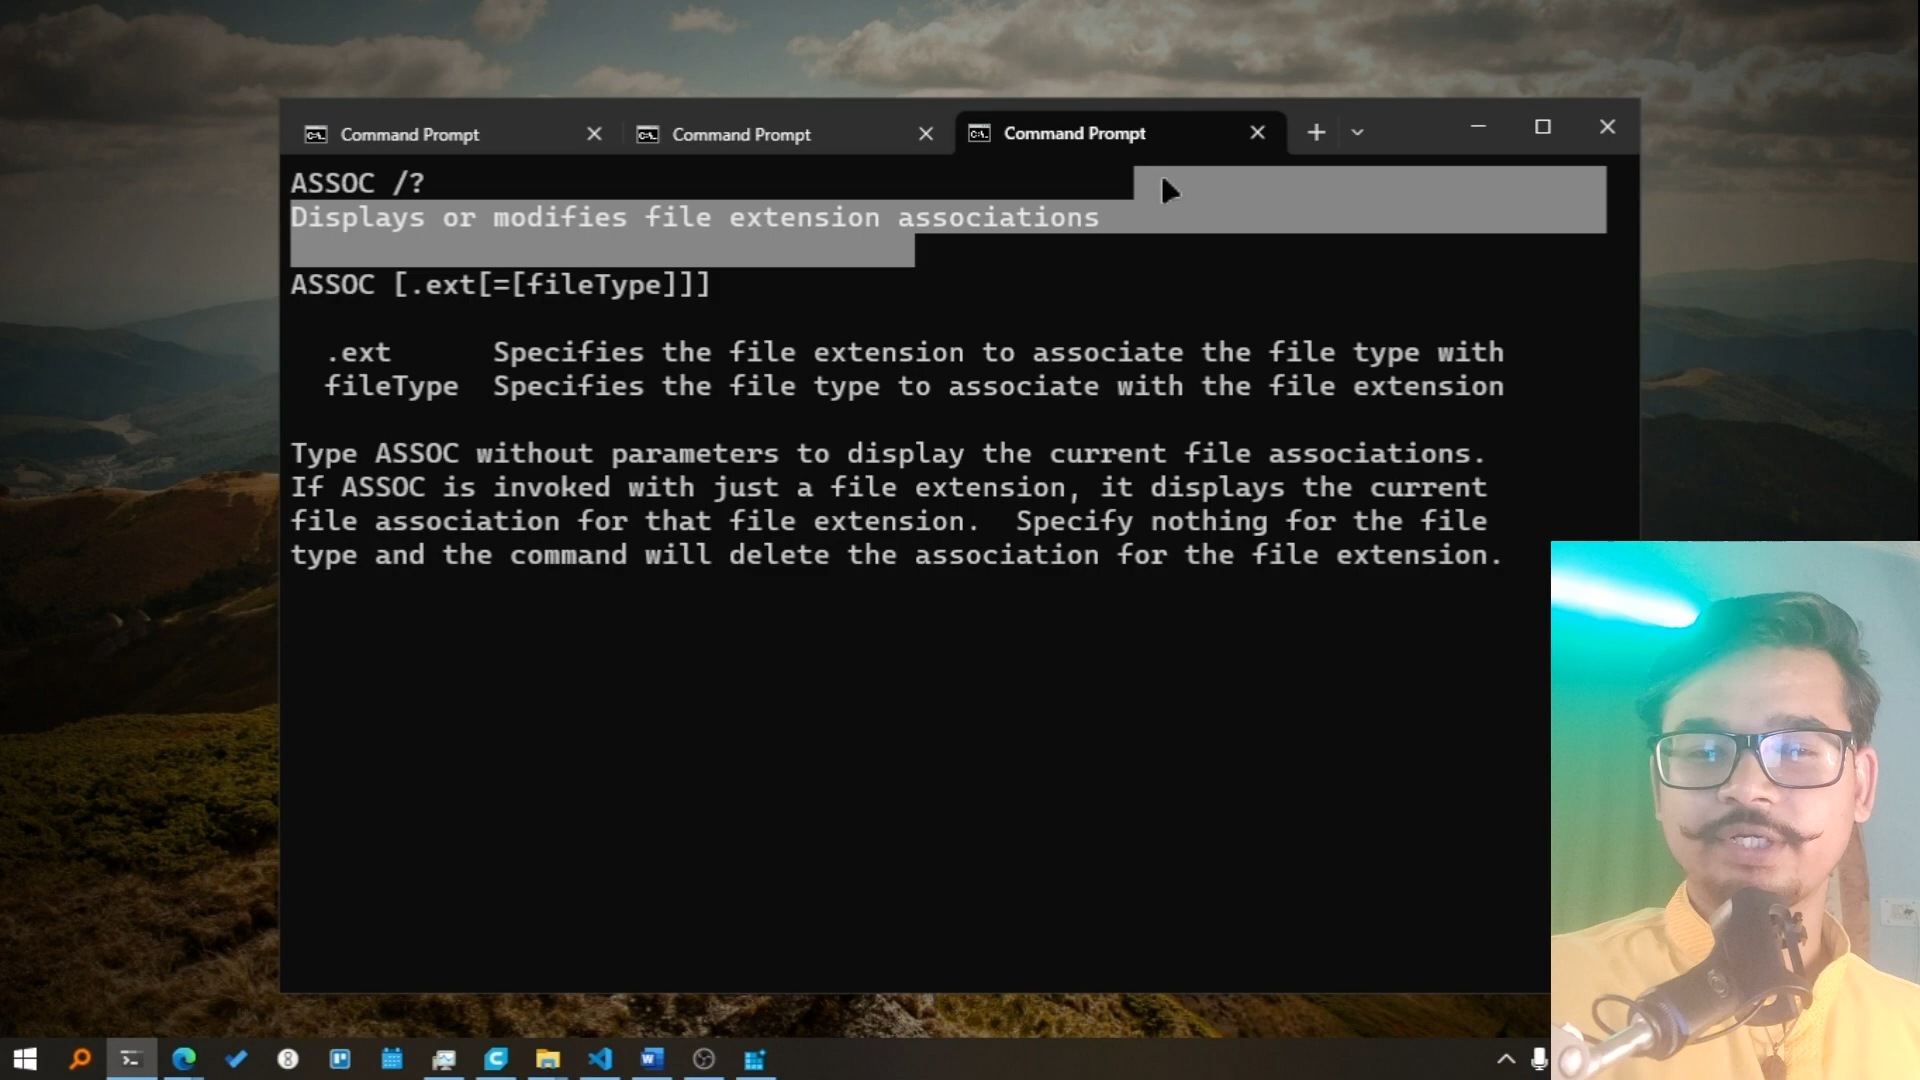 Command Prompt
Command Prompt
Command Prompt
ASSOC /?
Displays or modifies file extension associations
ASSOC [.ext[=[fileType]]]
.ext Specifies the file extension to associate the file type with
fileType Specifies the file type to associate with the file extension
Type ASSOC without parameters to display the current file associations.
If ASSOC is invoked with just a file extension, it displays the current
file association for that file extension. Specify nothing for the file
type and the command will delete the association for the file extension.